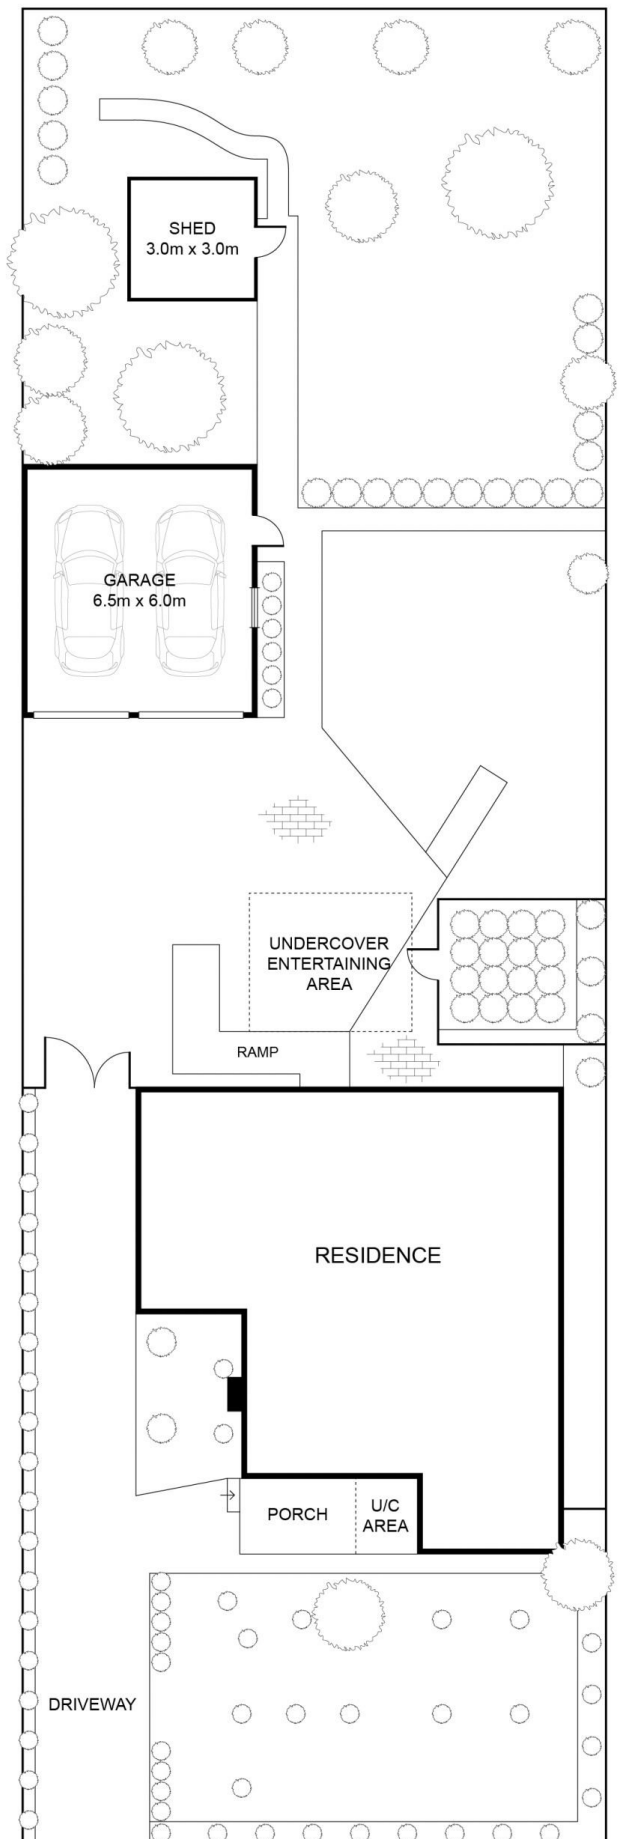 SHED
3.0m x 3.0m
GARAGE
6.5m x 6.0m
UNDERCOVER
ENTERTAINING
AREA
RAMP
RESIDENCE
PORCH
U/C
AREA
DRIVEWAY